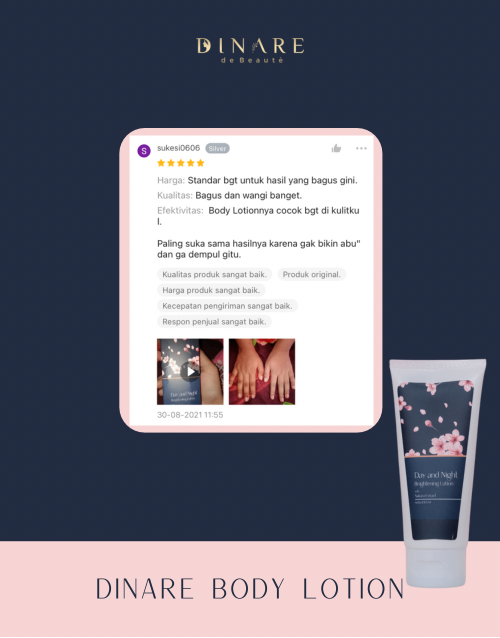 DINARE
de Beauté
S
sukesi0606 Silver
Harga: Standar bgt untuk hasil yang bagus gini.
Kualitas: Bagus dan wangi banget.
Efektivitas: Body Lotionnya cocok bgt di kulitku
l.
Paling suka sama hasilnya karena gak bikin abu"
dan ga dempul gitu.
Kualitas produk sangat baik. Produk original.
Harga produk sangat baik.
Kecepatan pengiriman sangat baik.
Respon penjual sangat baik.
Day and Night
Brightening Lotion
30-08-2021 11:55
Day and Night
Brightening Lotion
DINARE BODY LOTION